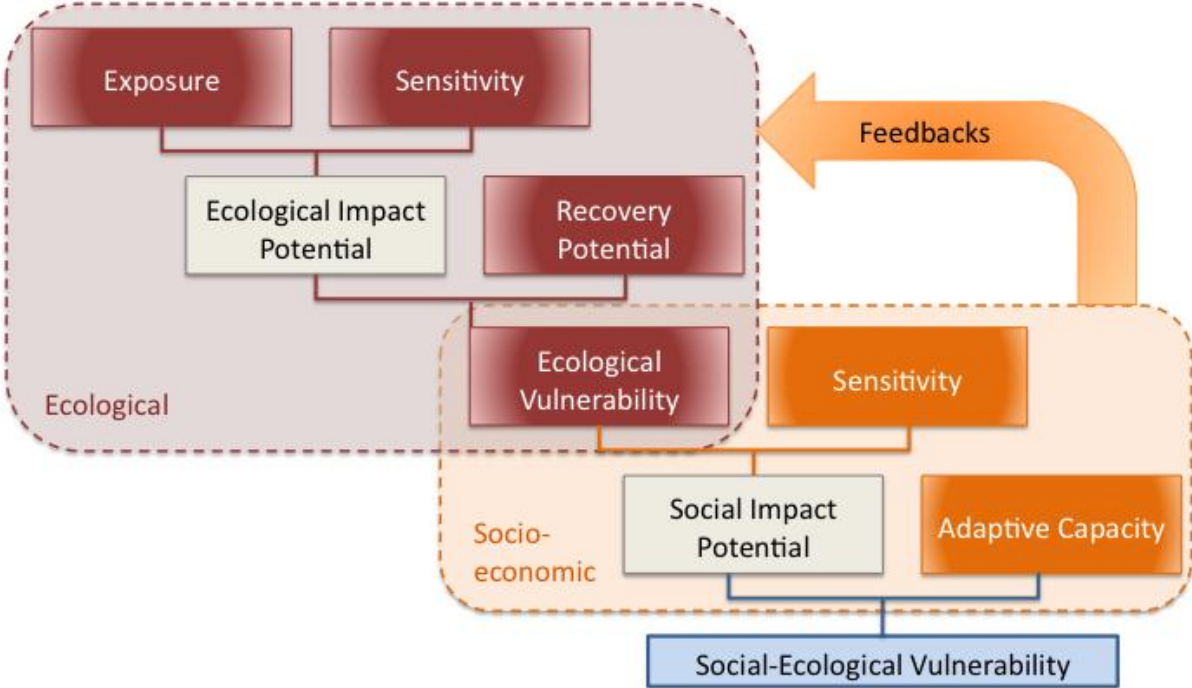 Exposure
Sensitivity
Feedbacks
Ecological Impact
Potential
Recovery
Potential
Ecological
Vulnerability
Sensitivity
Ecological
Social Impact
Potential
Adaptive Capacity
Socio-
economic
Social-Ecological Vulnerability